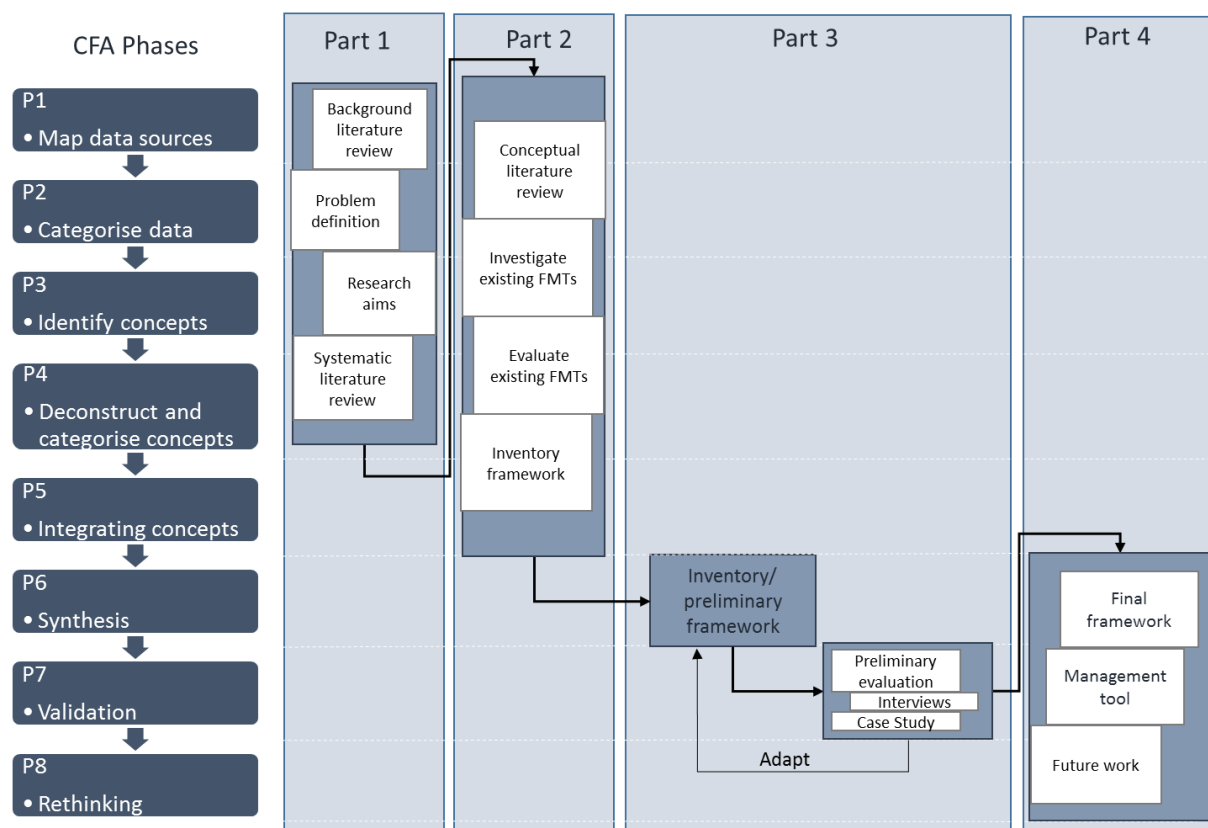 CFA Phases
P1
• Map data sources
P2
• Categorise data
P3
• Identify concepts
P4
• Deconstruct and
categorise concepts
P5
• Integrating concepts
P6
• Synthesis
P7
• Validation
P8
• Rethinking
Part 1
Background
literature
review
Problem
definition
Research
aims
Systematic
literature
review
Part 2
Conceptual
literature
review
Investigate
existing FMTs
Evaluate
existing FMTs
Inventory
framework
Part 3
Inventory/
preliminary
framework
Preliminary
evaluation
Interviews
Case Study
Adapt
Part 4
Final
framework
Management
tool
Future work